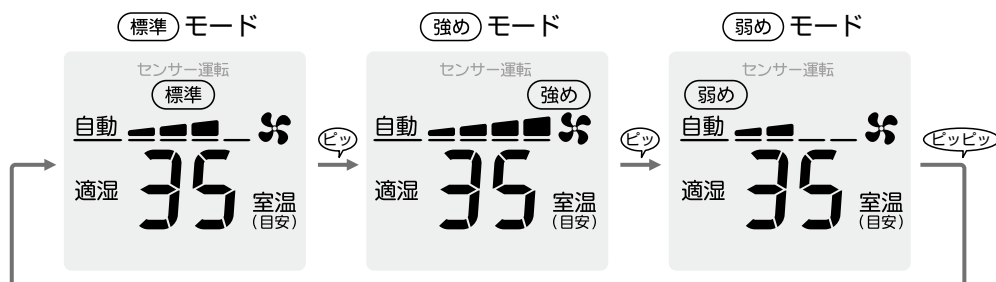 標準 モード
センサー運転
標準
自動
35
適湿
室温
(目安)
ピッ
強め モード
センサー運転
強め
自動
35
適湿
室温
(目安)
ピッ
弱め モード
センサー運転
弱め
自動
35
適湿
室温
(目安)
ピッピッ